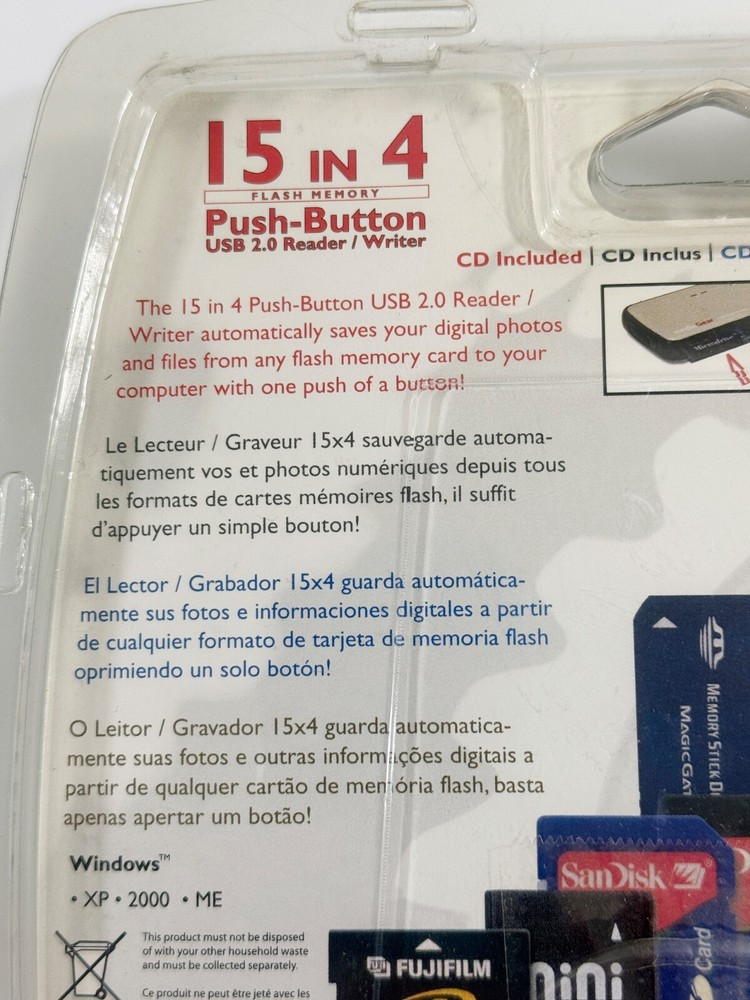 15 IN 4
FLASH MEMORY
Push-Button
USB 2.0 Reader / Writer
CD Included | CD Inclus | CD
The 15 in 4 Push-Button USB 2.0 Reader /
Writer automatically saves your digital photos
and files from any flash memory card to your
computer with one push of a button!
Le Lecteur / Graveur 15x4 sauvegarde automa-
tiquement vos et photos numériques depuis tous
les formats de cartes mémoires flash, il suffit
d'appuyer un simple bouton!
El Lector / Grabador 15x4 guarda automática-
mente sus fotos e informaciones digitales a partir
de cualquier formato de tarjeta de memoria flash
oprimiendo un solo botón!
O Leitor / Gravador 15x4 guarda automatica-
mente suas fotos e outras informações digitais a
partir de qualquer cartão de memória flash, basta
apenas apertar um botão!
Windows™
• XP • 2000 • ME
This product must not be disposed
of with your other household waste
and must be collected separately.
Ce produit ne peut être jeté avec les
Gear
MEMORY STICK D
MAGICGA
SanDisk
Card
FUJIFILM
mini